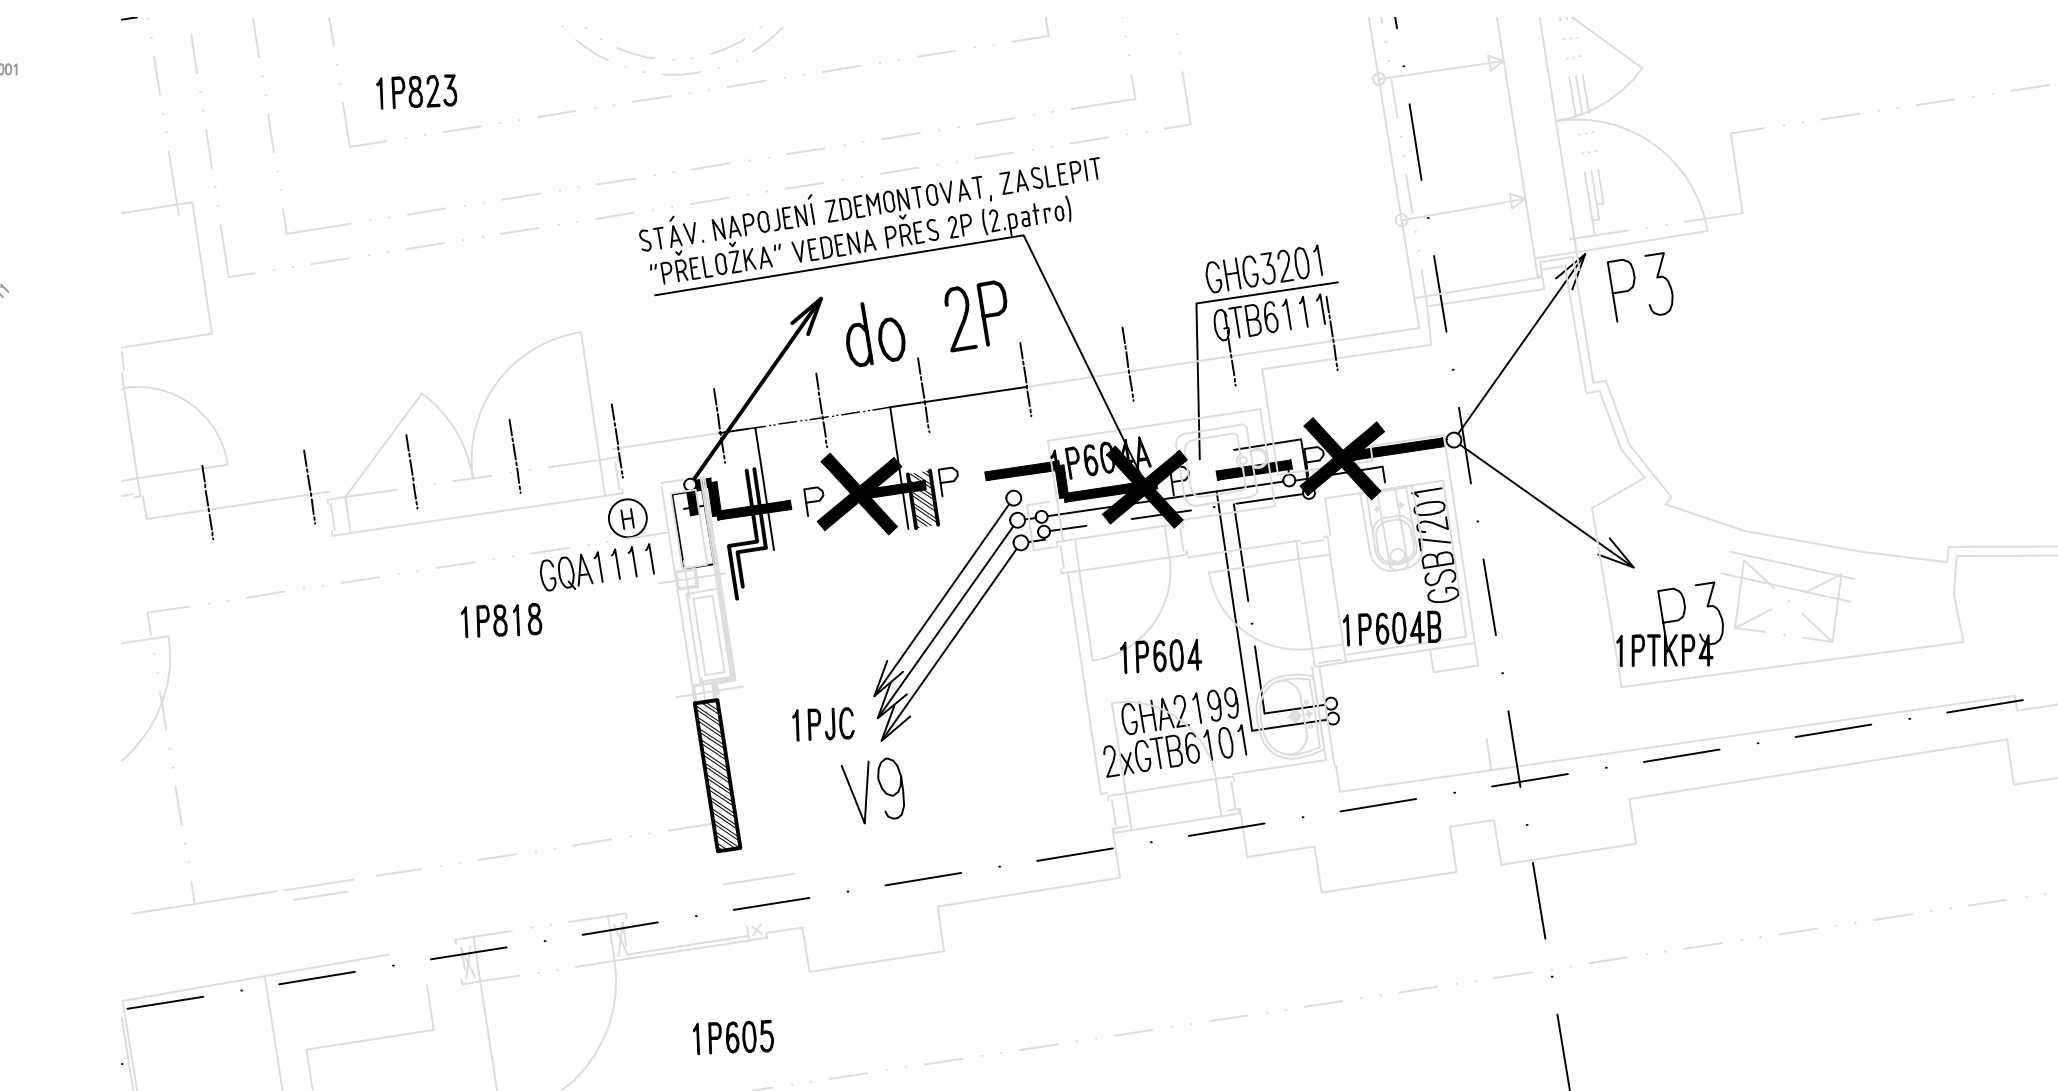 001
1P823
STÁV. NAPOJENÍ ZDEMONTOVAT, ZASLEPIT
"PŘELOŽKA" VEDENA PŘES 2P (2.patro)
do 2P
GHG3201
GTB6111
P3
1P604A
P
P
P
P
H
GQA1111
1P818
GSB7201
1P604B
P3
1PTKP4
1P604
GHA2199
2xGTB6101
1PJC
V9
1P605